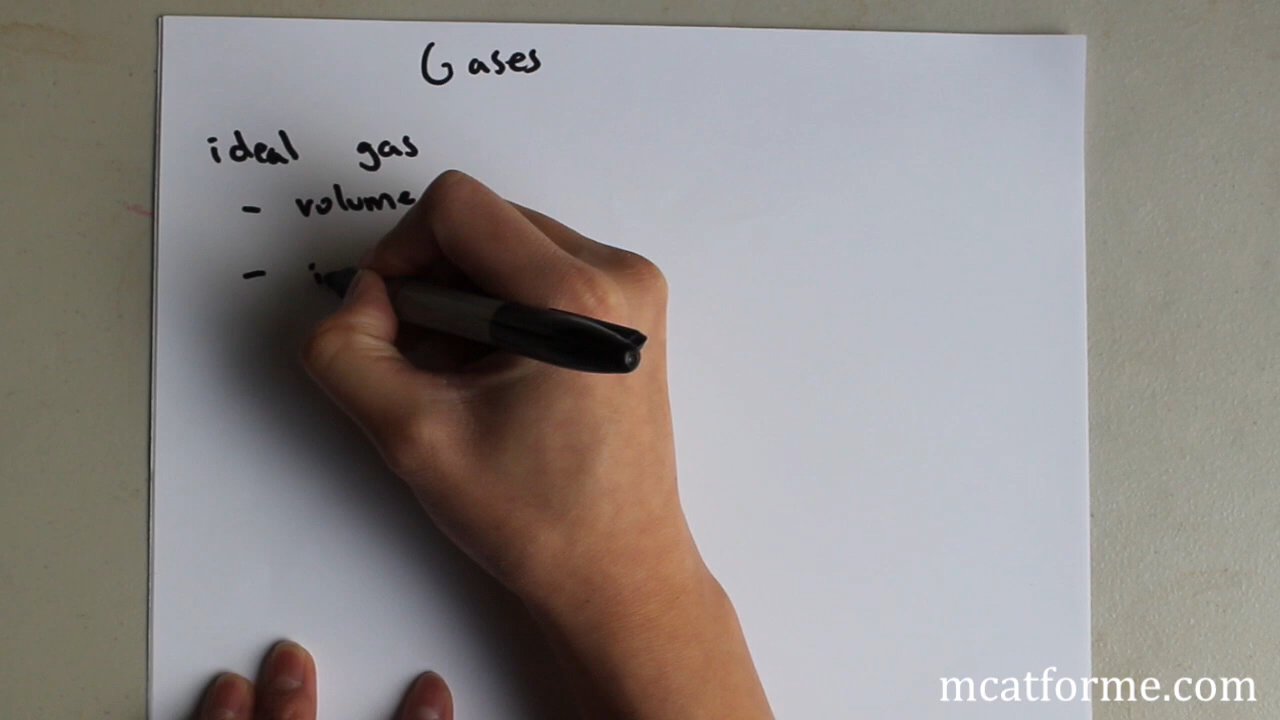 Gases
ideal gas
- volume
-
mcatforme.com